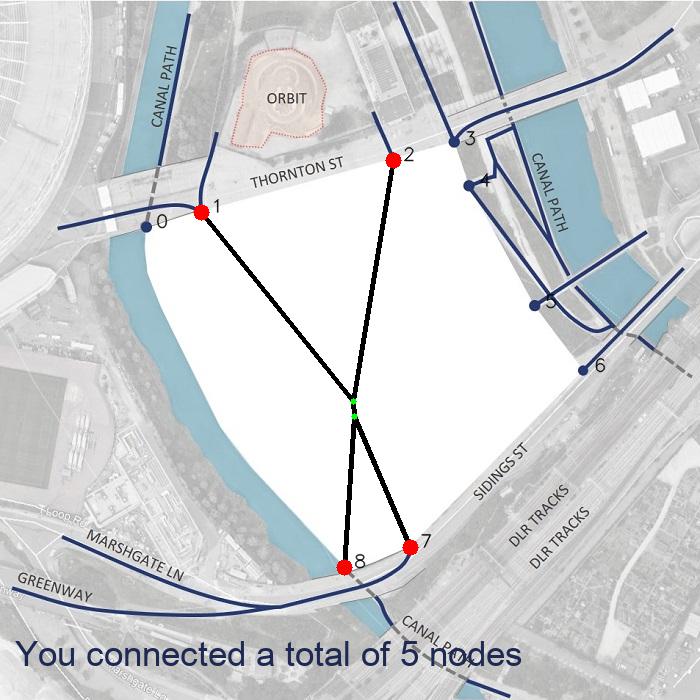 CANAL PATH
ORBIT
THORNTON ST
2
3
4
CANAL PATH
1
0
5
6
SIDINGS ST
DLR TRACKS
DLR TRACKS
7
8
MARSHGATE LN
GREENWAY
CANAL PATH
You connected a total of 5 nodes